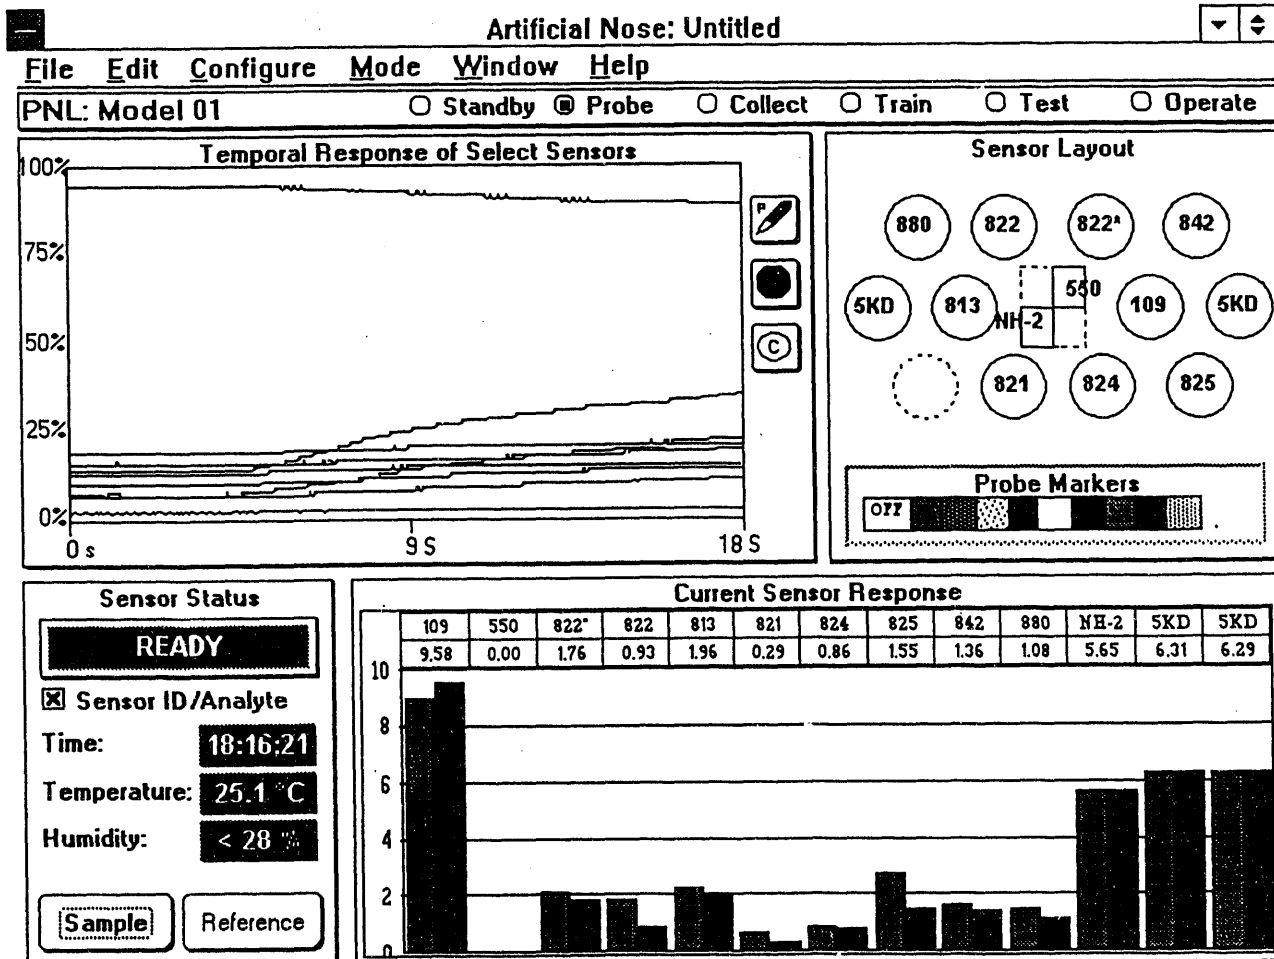 Artificial Nose: Untitled
File Edit Configure Mode Window Help
PNL: Model 01 Standby Probe Collect Train Test Operate
Temporal Response of Select Sensors
100%
75%
50%
25%
0%
0 s 9 S 18 S
P
C
Sensor Layout
880 822 822* 842
5KD 813 NH-2 550 109 5KD
821 824 825
Probe Markers
OFF
Sensor Status
READY
Sensor ID/Analyte
Time: 18:16:21
Temperature: 25.1 °C
Humidity: < 28 %
Sample Reference
Current Sensor Response
109 550 822* 822 813 821 824 825 842 880 NH-2 5KD 5KD
9.58 0.00 1.76 0.93 1.96 0.29 0.86 1.55 1.36 1.08 5.65 6.31 6.29
10
8
6
4
2
0